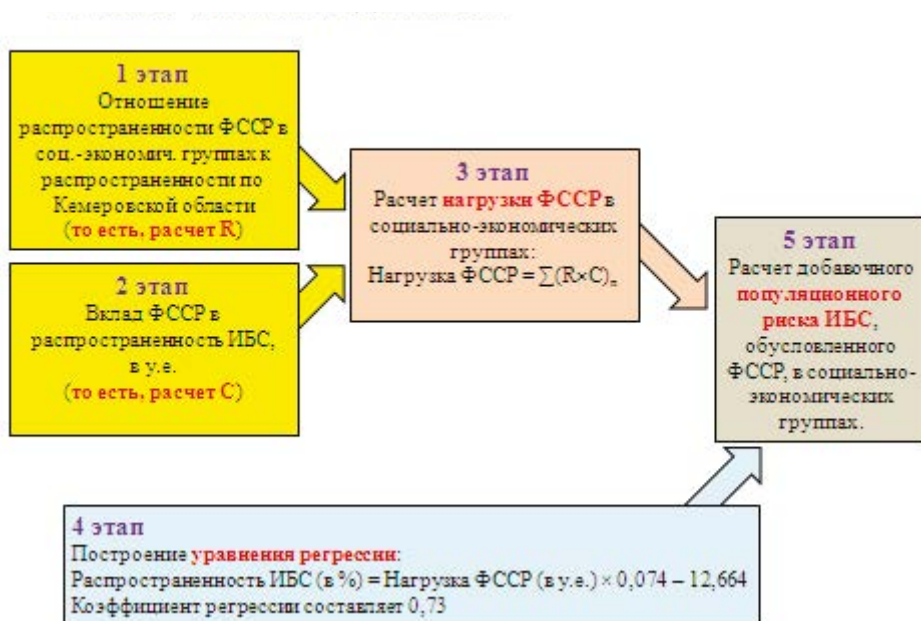 1 этап
Отношение
распространенности ФССР в
соц.-экономич. группах к
распространенности по
Кемеровской области
(то есть, расчет R)
2 этап
Вклад ФССР в
распространенность ИБС,
в у.е.
(то есть, расчет С)
3 этап
Расчет нагрузки ФССР в
социально-экономических
группах:
Нагрузка ФССР = ∑(R×C)n
4 этап
Построение уравнения регрессии:
Распространенность ИБС (в %) = Нагрузка ФССР (в у.е.) × 0,074 – 12,664
Коэффициент регрессии составляет 0,73
5 этап
Расчет добавочного
популяционного
риска ИБС,
обусловленного
ФССР, в социально-
экономических
группах.